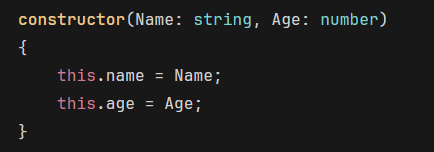 constructor(Name: string, Age: number)
{
    this.name = Name;
    this.age = Age;
}